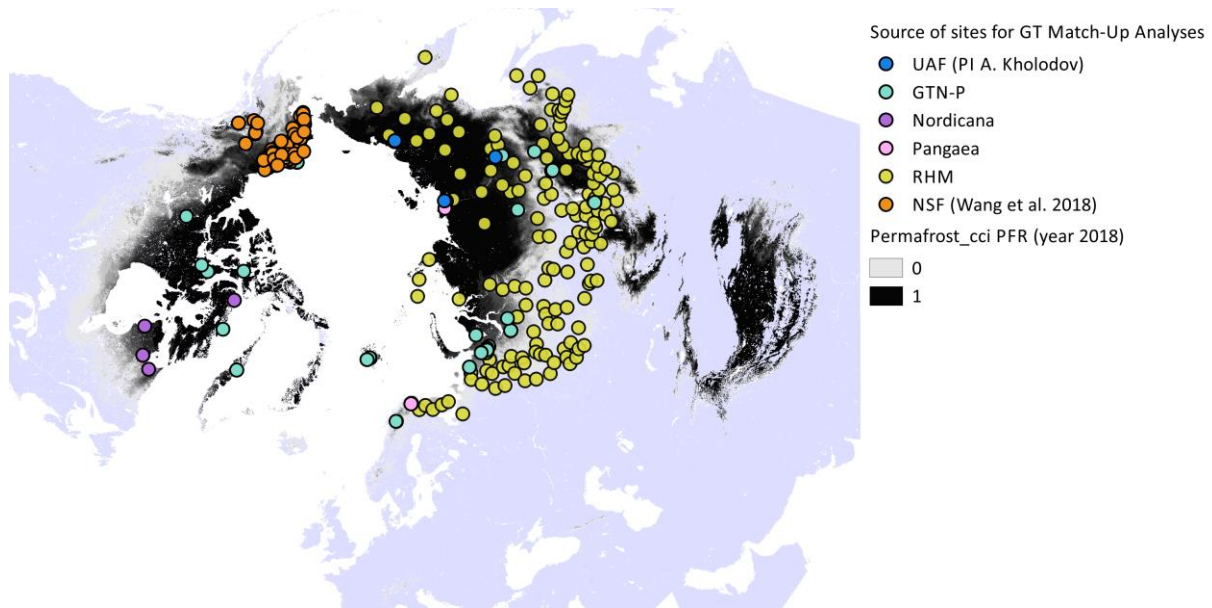 Source of sites for GT Match-Up Analyses
UAF (PI A. Kholodov)
GTN-P
Nordicana
Pangaea
RHM
NSF (Wang et al. 2018)
Permafrost_cci PFR (year 2018)
0
1